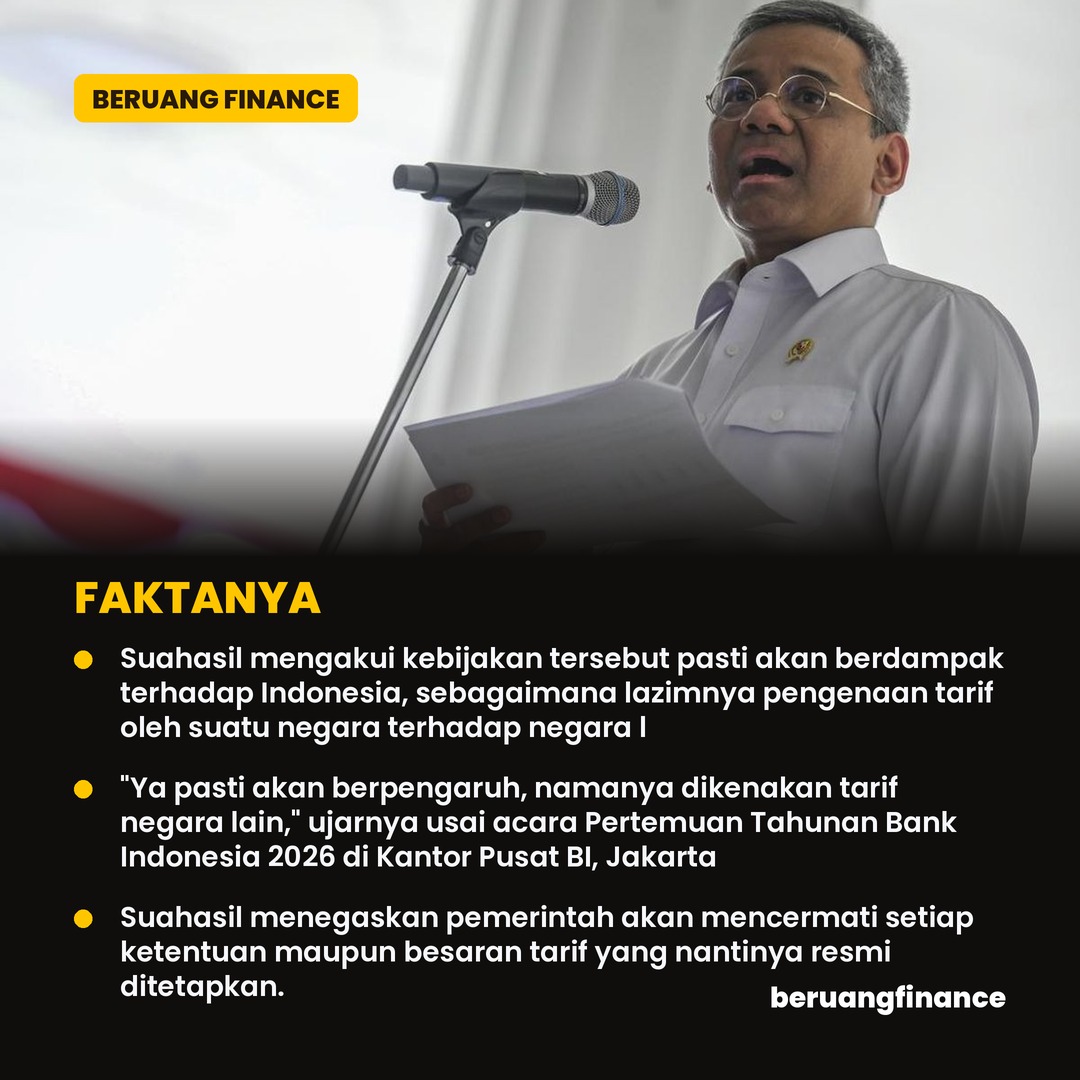 BERUANG FINANCE
FAKTANYA
Suahasil mengakui kebijakan tersebut pasti akan berdampak
terhadap Indonesia, sebagaimana lazimnya pengenaan tarif
oleh suatu negara terhadap negara l
"Ya pasti akan berpengaruh, namanya dikenakan tarif
negara lain," ujarnya usai acara Pertemuan Tahunan Bank
Indonesia 2026 di Kantor Pusat BI, Jakarta
Suahasil menegaskan pemerintah akan mencermati setiap
ketentuan maupun besaran tarif yang nantinya resmi
ditetapkan.
beruangfinance